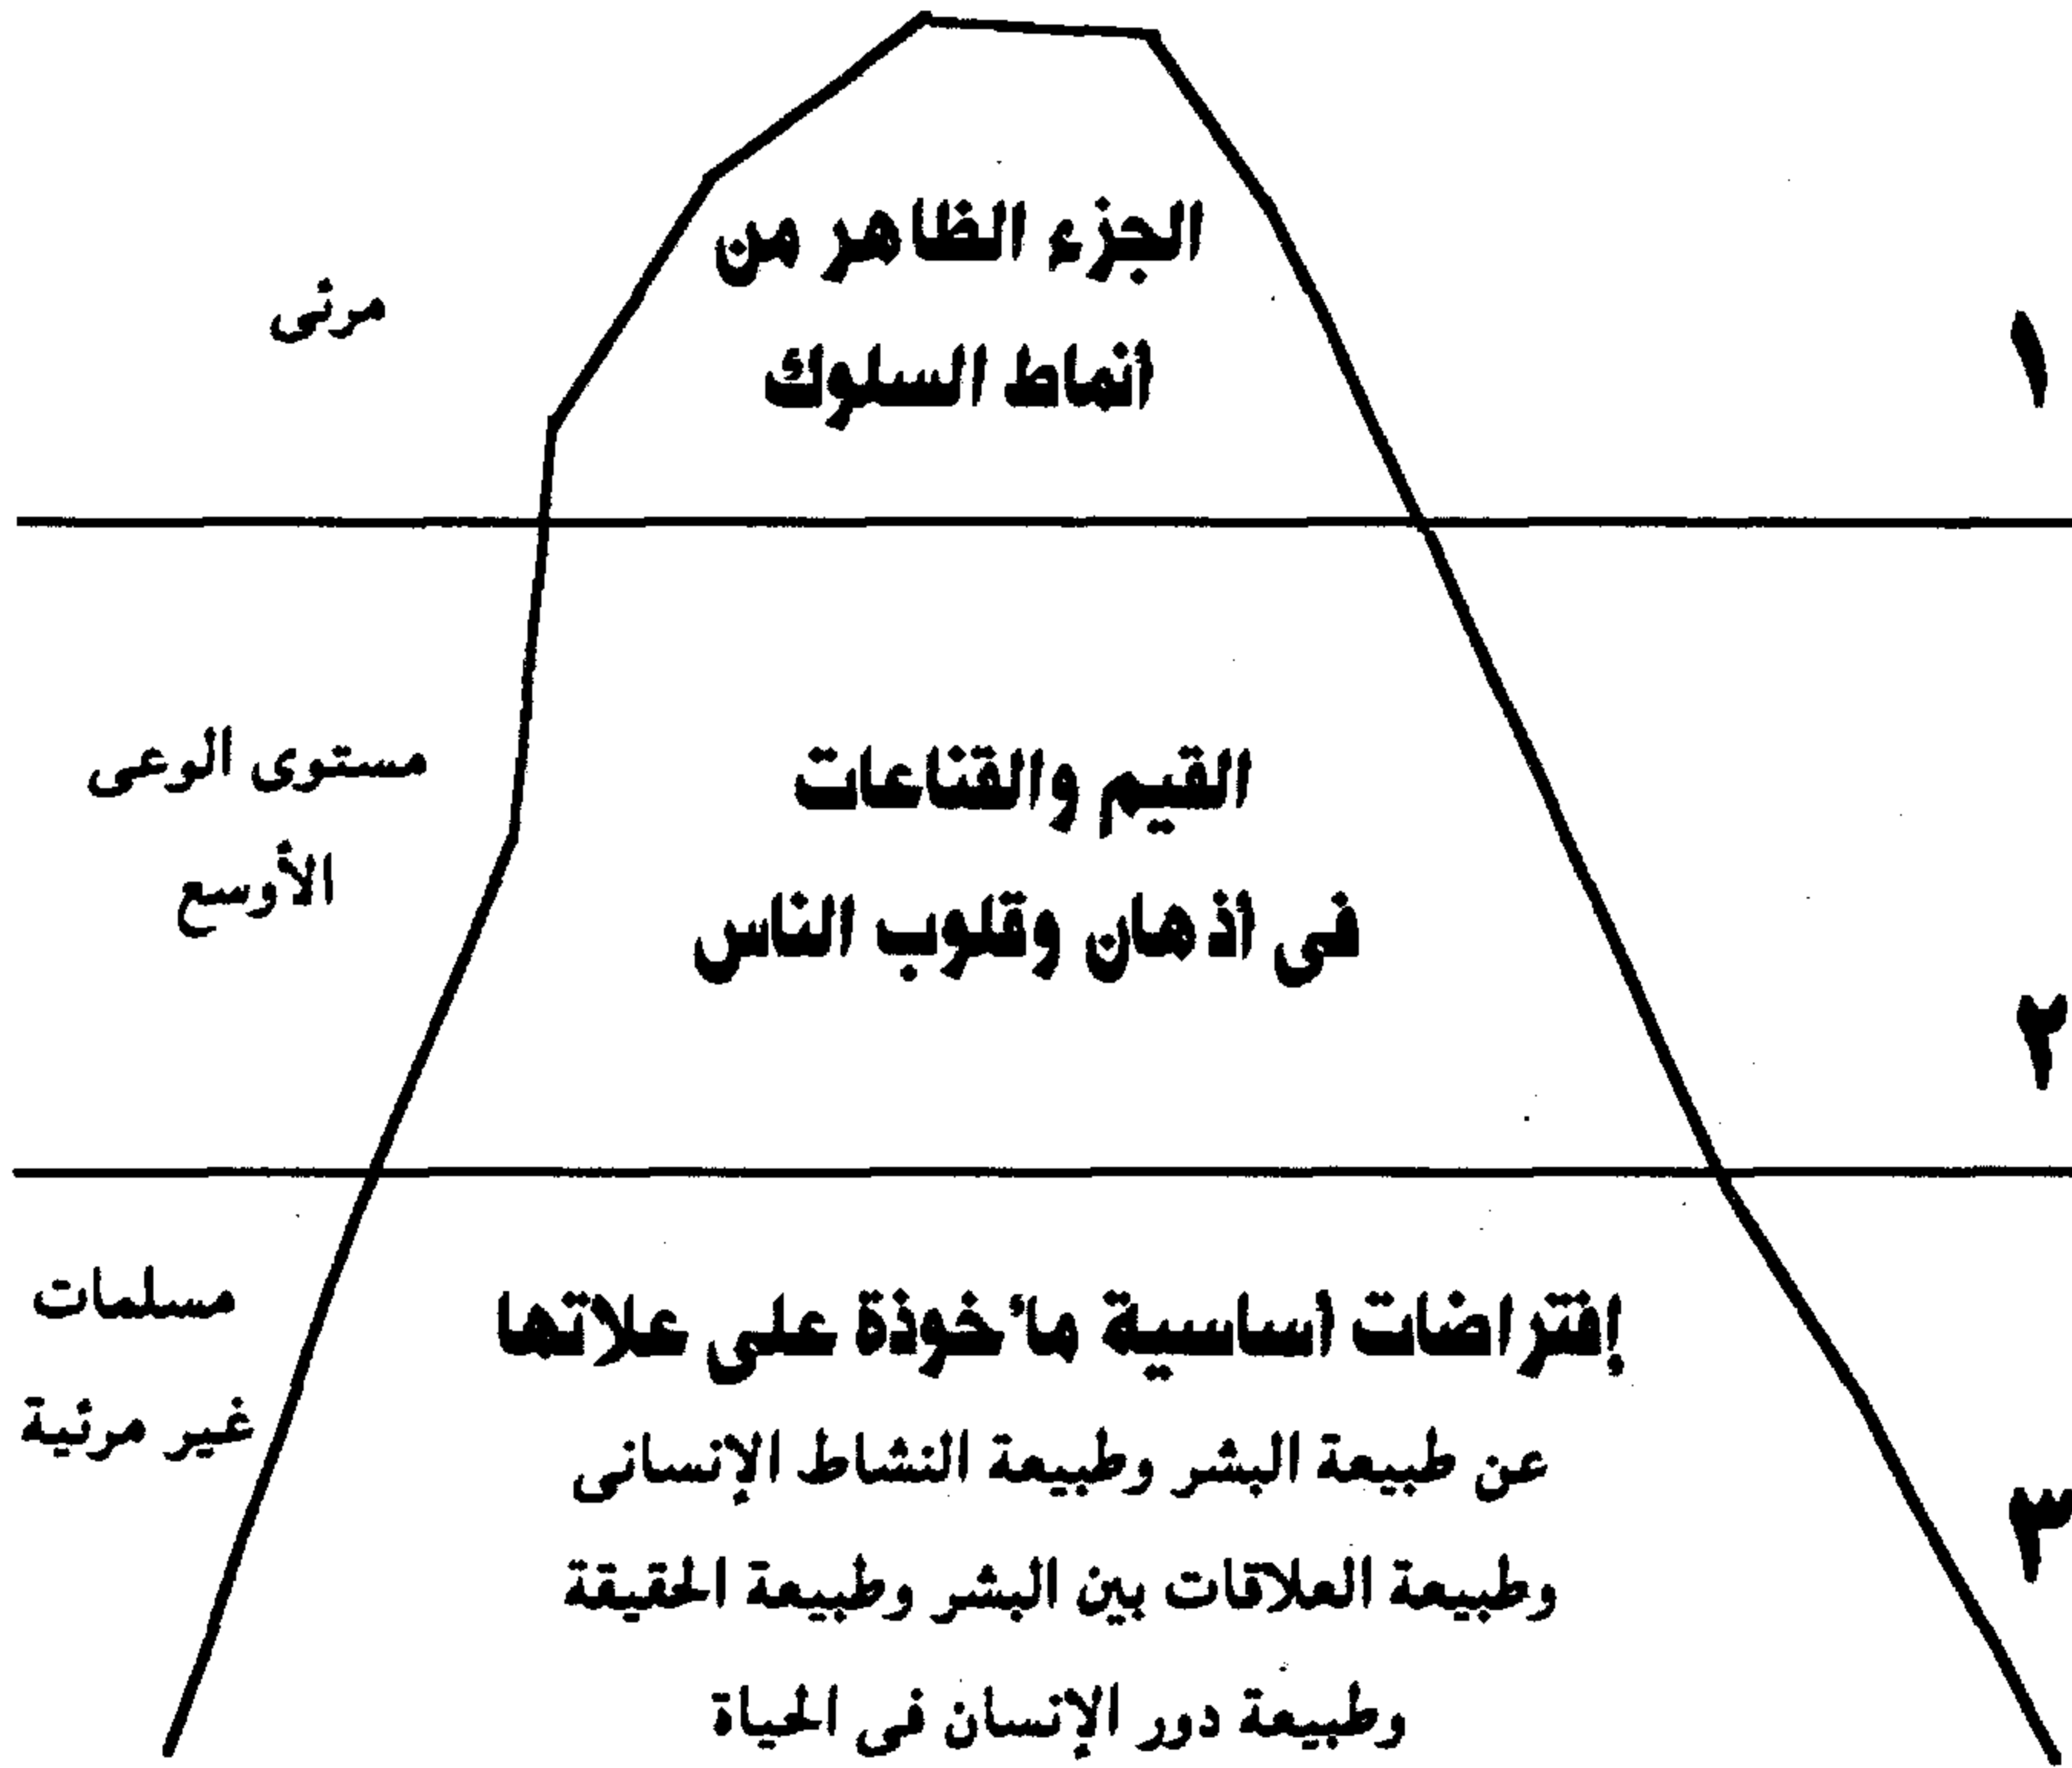 ١
الجزء الظاهر من
أنماط السلوك
مرئى
٢
القيم والقناعات
فى أذهان وقلوب الناس
مستوى الوعى
الأوسع
٣
إفتراضات اساسية مأخوذة على علاتها
عن طبيعة البشر وطبيعة النشاط الإنسانى
وطبيعة العلاقات بين البشر وطبيعة الحقيقة
وطبيعة دور الإنسان فى الحياة
مسلمات
غير مرئية